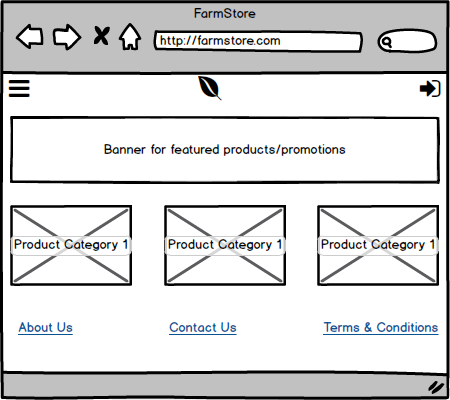 FarmStore
http://farmstore.com
Banner for featured products/promotions
Product Category 1 Product Category 1 Product Category 1
About Us Contact Us Terms & Conditions